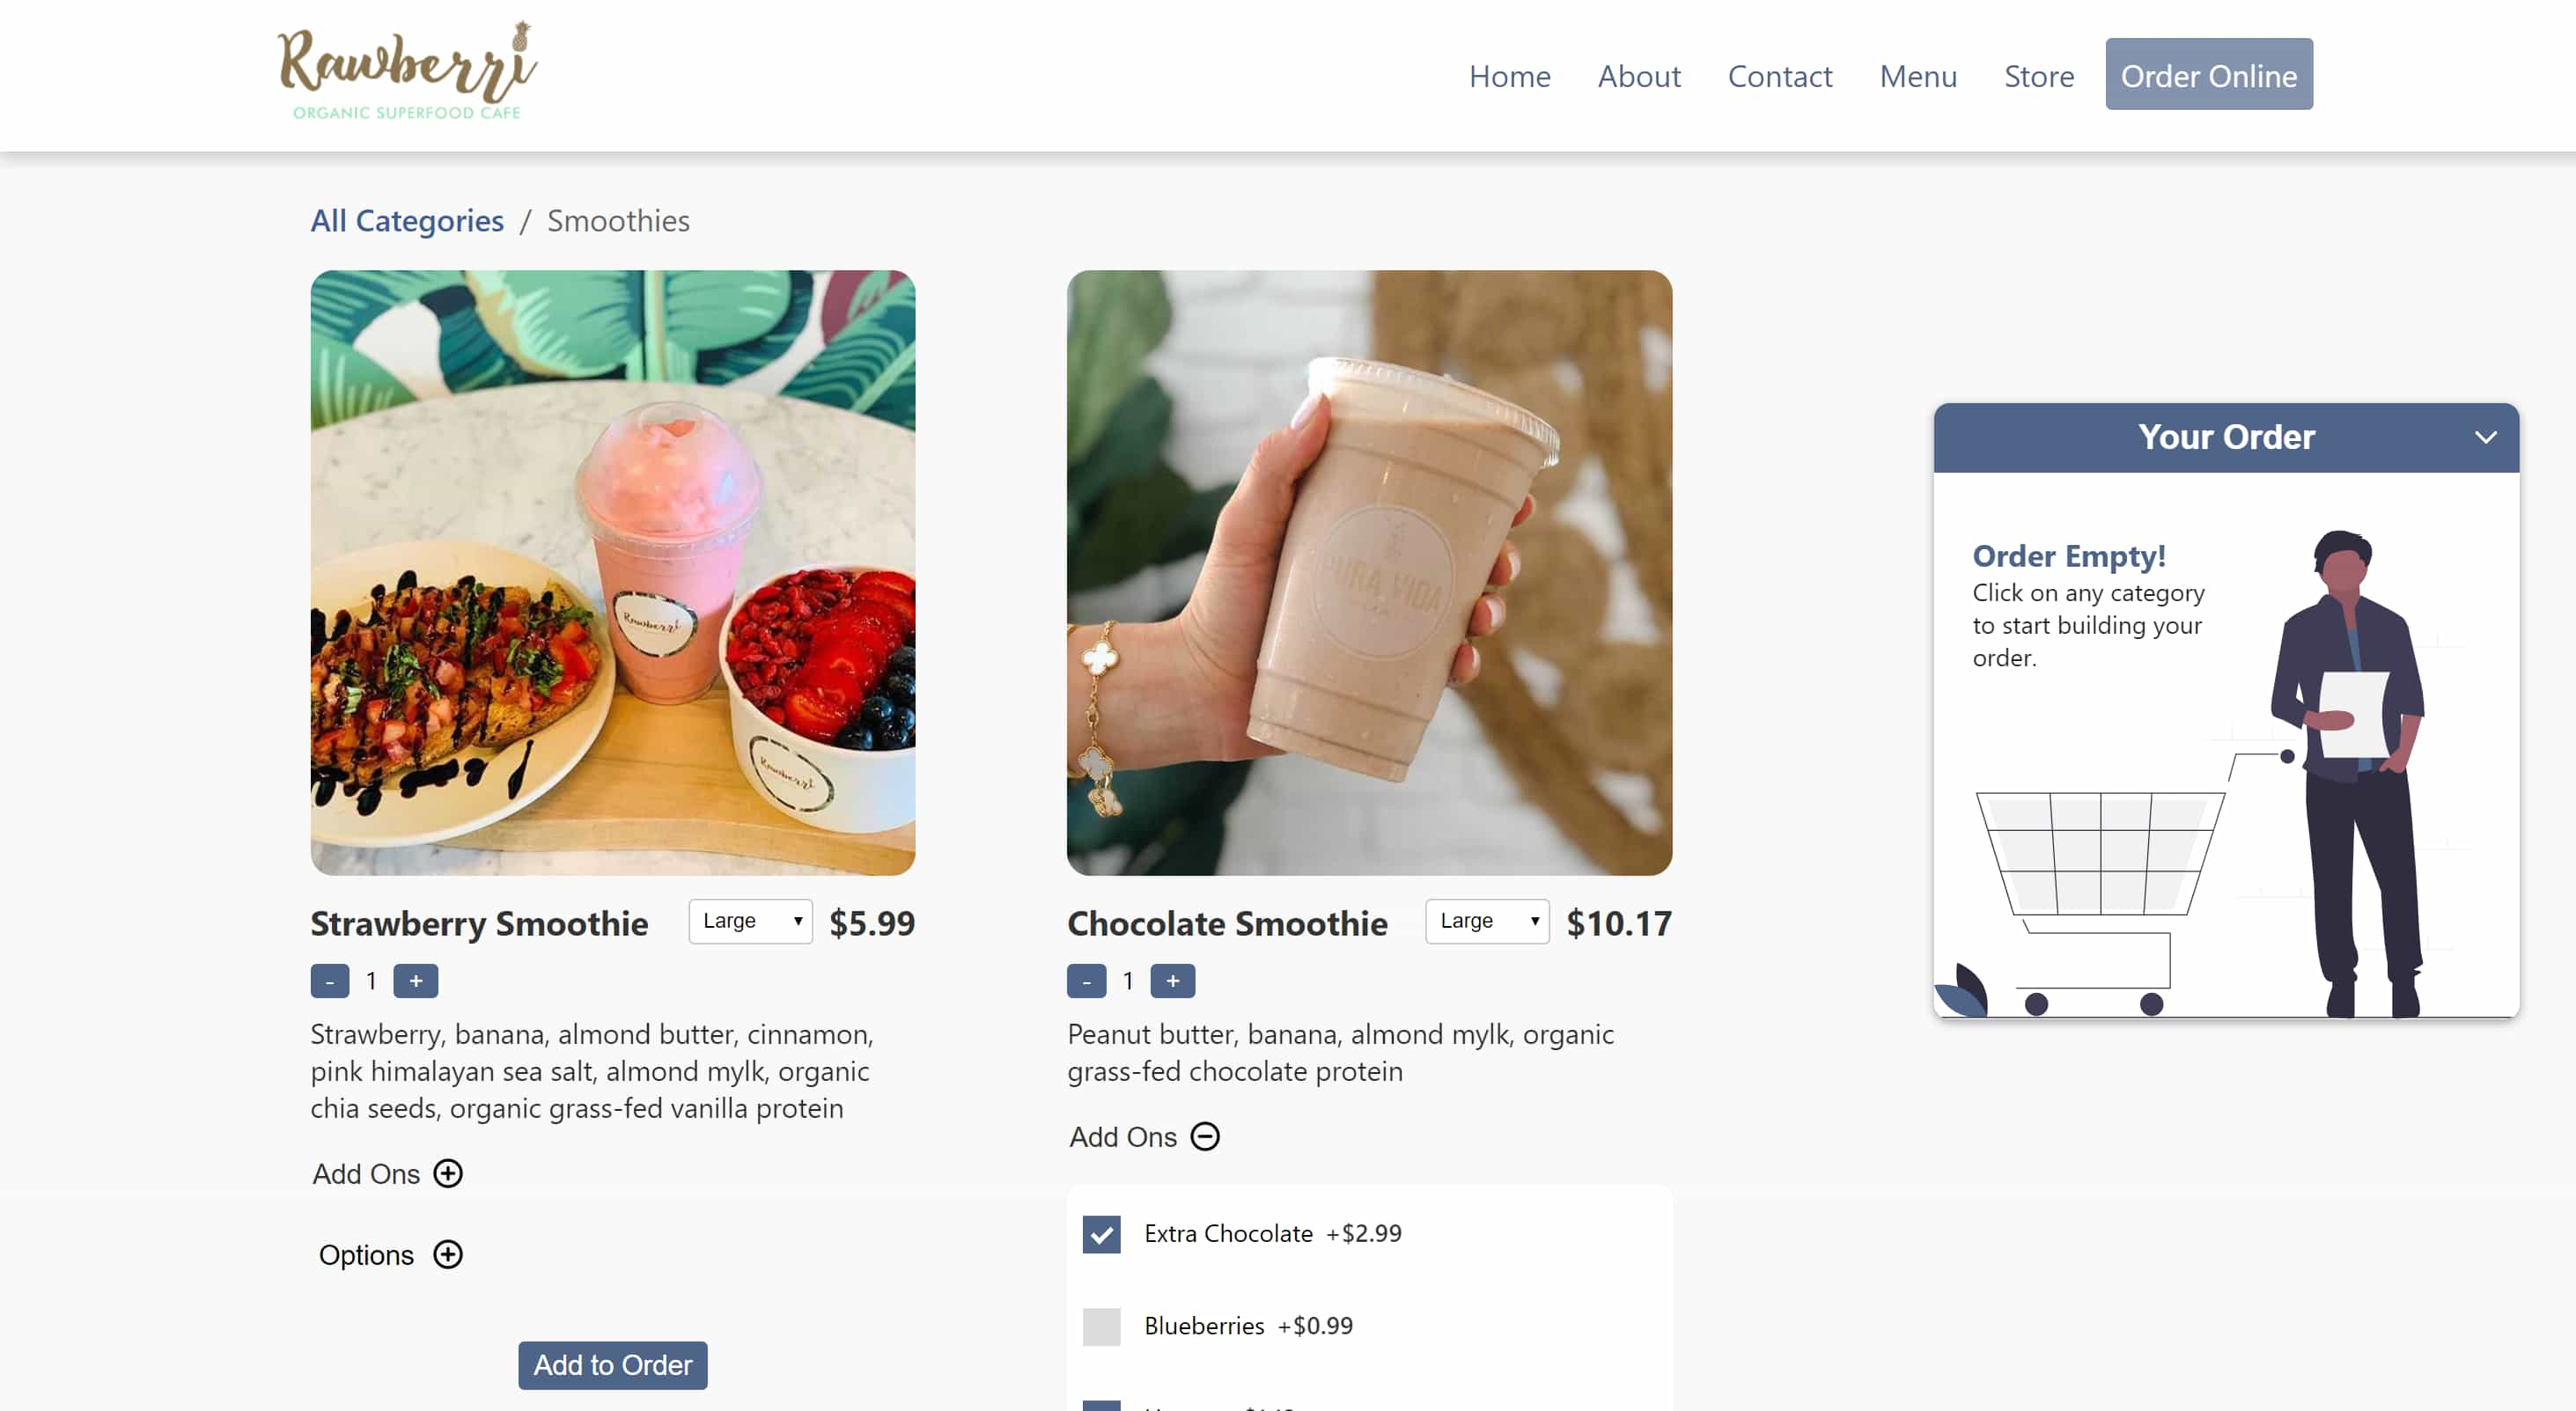 Rawberri
ORGANIC SUPERFOOD CAFE
Home About Contact Menu Store Order Online
All Categories / Smoothies
Rawberri
Rawberri
PURA VIDA
Your Order
Order Empty!
Click on any category
to start building your
order.
Strawberry Smoothie Large $5.99
- 1 +
Strawberry, banana, almond butter, cinnamon,
pink himalayan sea salt, almond mylk, organic
chia seeds, organic grass-fed vanilla protein
Add Ons
Options
Add to Order
Chocolate Smoothie Large $10.17
- 1 +
Peanut butter, banana, almond mylk, organic
grass-fed chocolate protein
Add Ons
Extra Chocolate +$2.99
Blueberries +$0.99